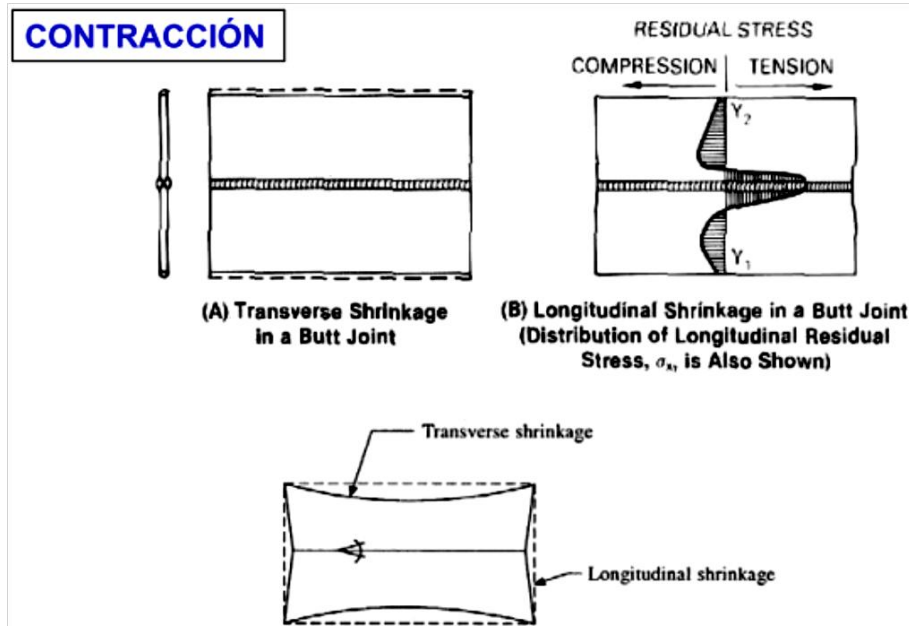 CONTRACCIÓN
RESIDUAL STRESS
COMPRESSION TENSION
Y2
Y1
(A) Transverse Shrinkage
in a Butt Joint
(B) Longitudinal Shrinkage in a Butt Joint
(Distribution of Longitudinal Residual
Stress, σx, is Also Shown)
Transverse shrinkage
Longitudinal shrinkage